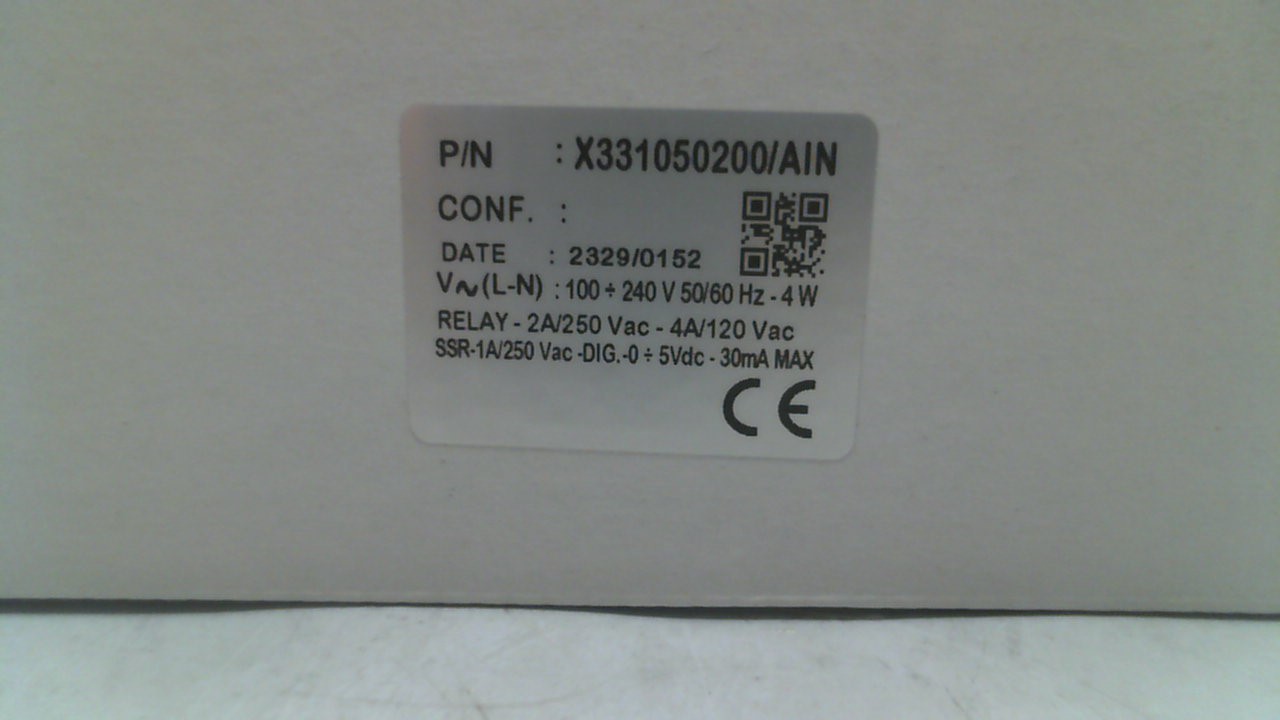 P/N : X331050200/AIN
CONF. :
DATE : 2329/0152
V~(L-N) : 100 ÷ 240 V 50/60 Hz - 4 W
RELAY - 2A/250 Vac - 4A/120 Vac
SSR-1A/250 Vac -DIG.-0 ÷ 5Vdc - 30mA MAX
CE